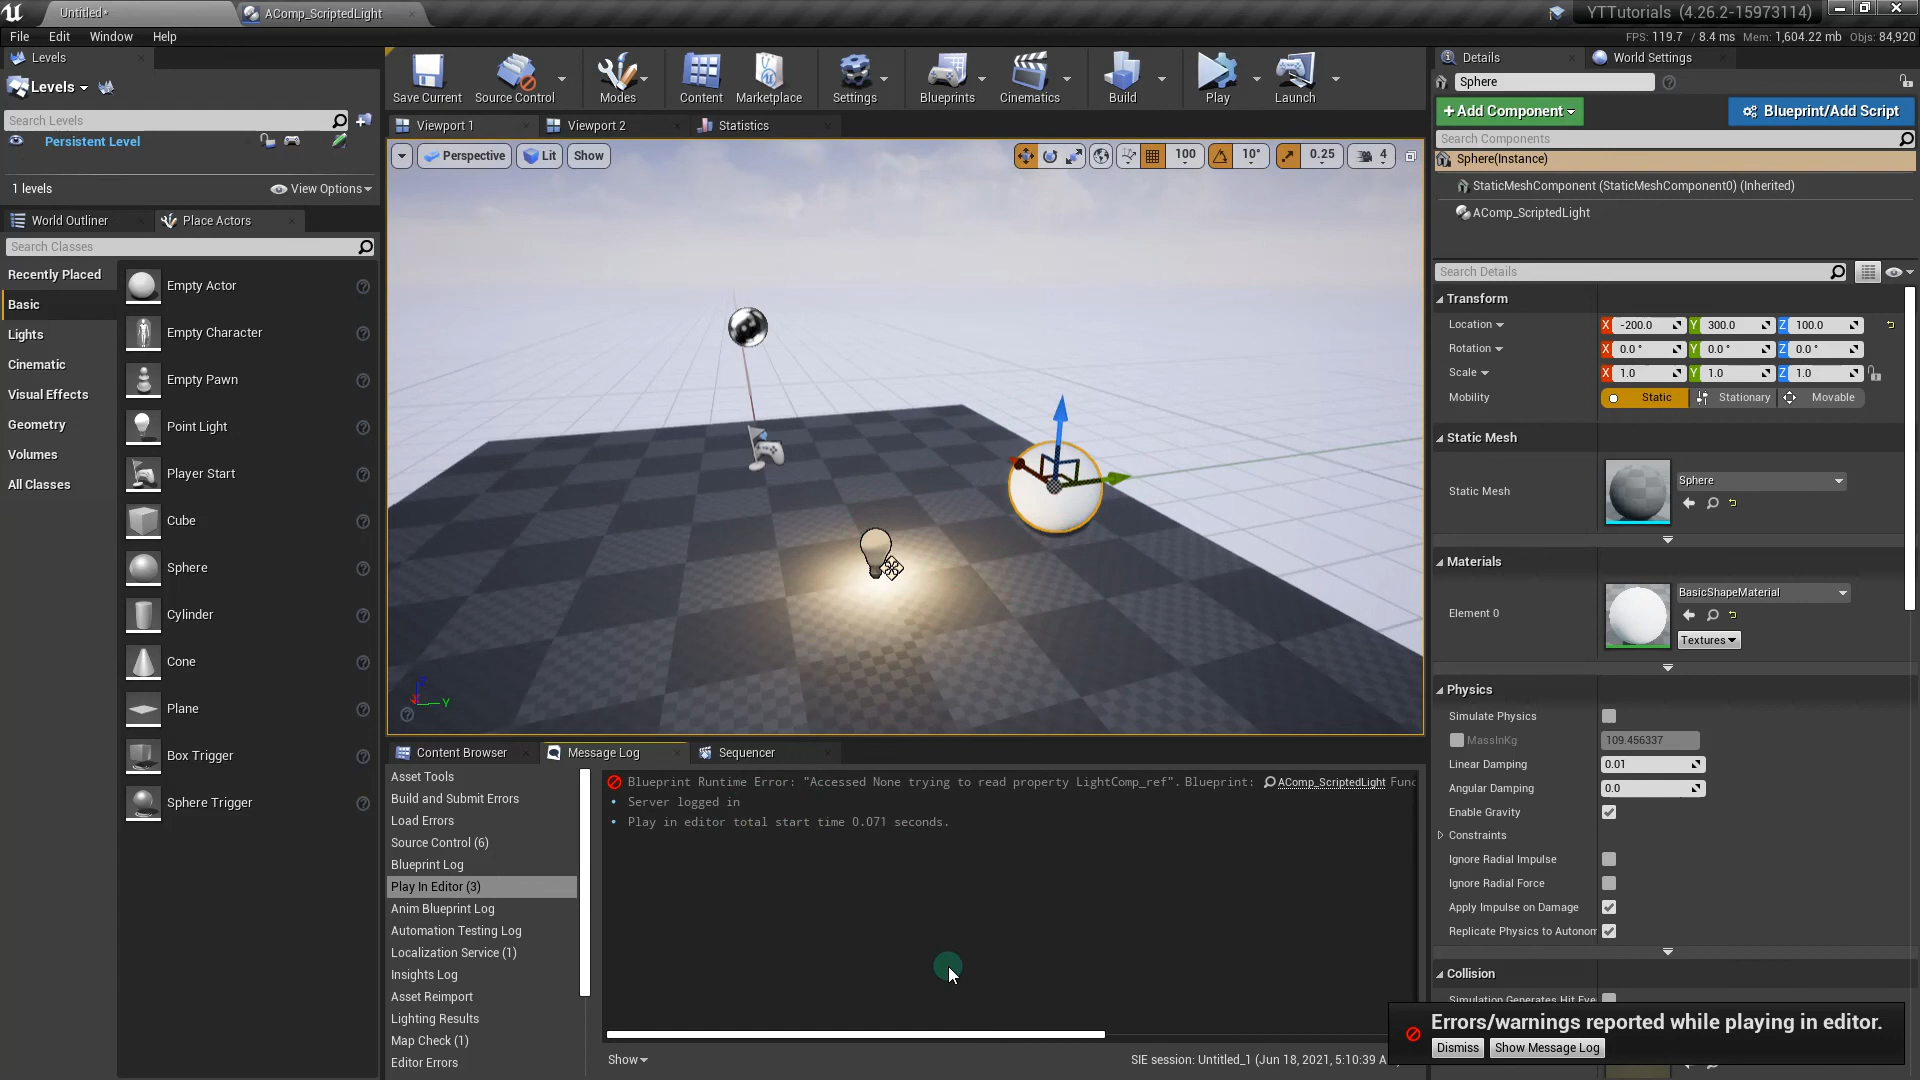 Untitled*
AComp_ScriptedLight
YTTutorials (4.26.2-15973114)
File Edit Window Help
FPS: 119.7 / 8.4 ms Mem: 1,604.22 mb Objs: 84,920
Levels
Levels
Search Levels
Persistent Level
1 levels
View Options
World Outliner
Place Actors
Search Classes
Recently Placed
Basic
Lights
Cinematic
Visual Effects
Geometry
Volumes
All Classes
Empty Actor
Empty Character
Empty Pawn
Point Light
Player Start
Cube
Sphere
Cylinder
Cone
Plane
Box Trigger
Sphere Trigger
Save Current
Source Control
Modes
Content
Marketplace
Settings
Blueprints
Cinematics
Build
Play
Launch
Viewport 1
Viewport 2
Statistics
Perspective
Lit
Show
100
10°
0.25
4
Y
Content Browser
Message Log
Sequencer
Asset Tools
Build and Submit Errors
Load Errors
Source Control (6)
Blueprint Log
Play In Editor (3)
Anim Blueprint Log
Automation Testing Log
Localization Service (1)
Insights Log
Asset Reimport
Lighting Results
Map Check (1)
Editor Errors
Blueprint Runtime Error: "Accessed None trying to read property LightComp_ref". Blueprint: AComp_ScriptedLight Func
Server logged in
Play in editor total start time 0.071 seconds.
Show
SIE session: Untitled_1 (Jun 18, 2021, 5:10:39 A
Details
World Settings
Sphere
+Add Component
Blueprint/Add Script
Search Components
Sphere(Instance)
StaticMeshComponent (StaticMeshComponent0) (Inherited)
AComp_ScriptedLight
Search Details
Transform
Location X -200.0 Y 300.0 Z 100.0
Rotation X 0.0 ° Y 0.0 ° Z 0.0 °
Scale X 1.0 Y 1.0 Z 1.0
Mobility Static Stationary Movable
Static Mesh
Static Mesh
Sphere
Materials
Element 0
BasicShapeMaterial
Textures
Physics
Simulate Physics
MassInKg 109.456337
Linear Damping 0.01
Angular Damping 0.0
Enable Gravity
Constraints
Ignore Radial Impulse
Ignore Radial Force
Apply Impulse on Damage
Replicate Physics to Autonom
Collision
Simulation Generates Hit Eve
Errors/warnings reported while playing in editor.
Dismiss
Show Message Log